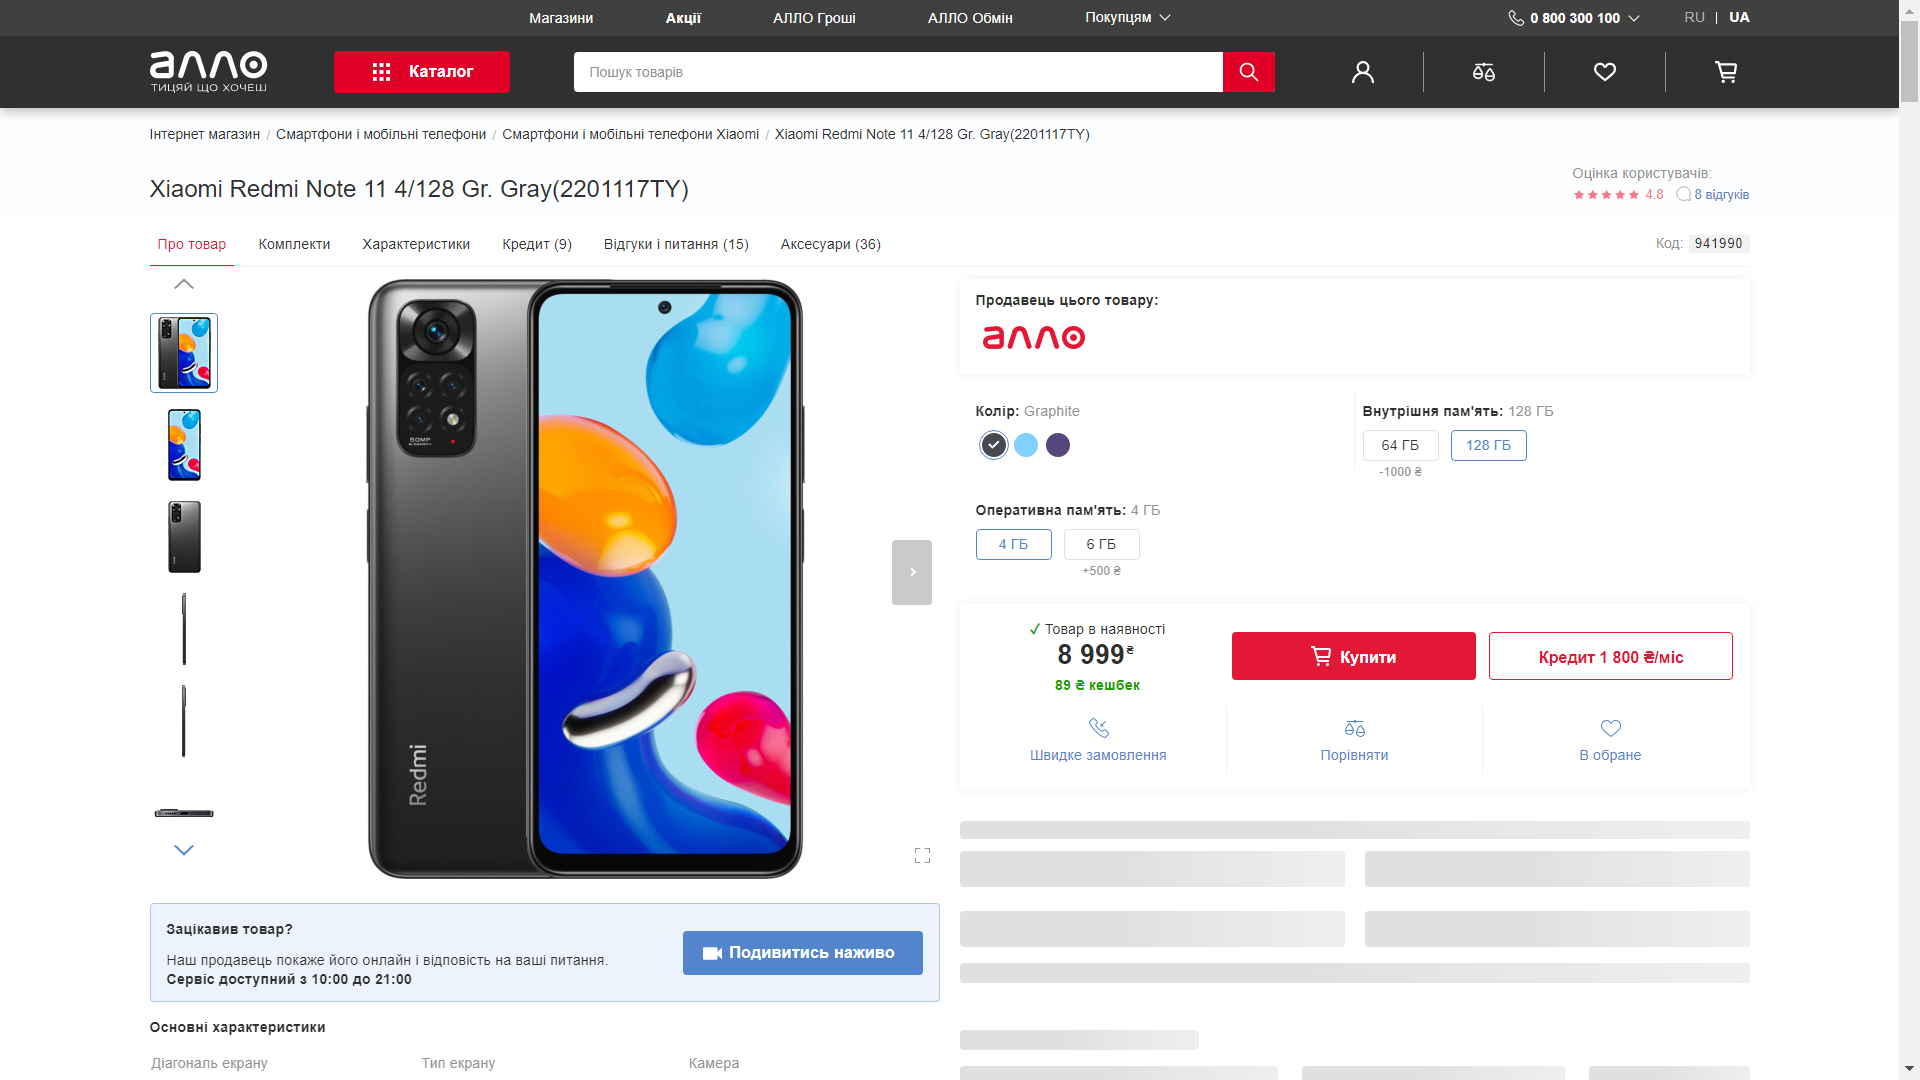 Магазини
Акції
АЛЛО Гроші
АЛЛО Обмін
Покупцям
0 800 300 100
RU | UA
алло
ТИЦЯЙ ЩО ХОЧЕШ
Каталог
Пошук товарів
Інтернет магазин / Смартфони і мобільні телефони / Смартфони і мобільні телефони Xiaomi / Xiaomi Redmi Note 11 4/128 Gr. Gray(2201117TY)
Xiaomi Redmi Note 11 4/128 Gr. Gray(2201117TY)
Оцінка користувачів:
4.8
8 відгуків
Про товар
Комплекти
Характеристики
Кредит (9)
Відгуки і питання (15)
Аксесуари (36)
Код: 941990
50MP
AI CAMERA
Redmi
Продавець цього товару:
алло
Колір: Graphite
Внутрішня пам'ять: 128 ГБ
64 ГБ
128 ГБ
-1000 ₴
Оперативна пам'ять: 4 ГБ
4 ГБ
6 ГБ
+500 ₴
Товар в наявності
8 999₴
89 ₴ кешбек
Купити
Кредит 1 800 ₴/міс
Швидке замовлення
Порівняти
В обране
Зацікавив товар?
Наш продавець покаже його онлайн і відповість на ваші питання.
Сервіс доступний з 10:00 до 21:00
Подивитись наживо
Основні характеристики
Діагональ екрану
Тип екрану
Камера